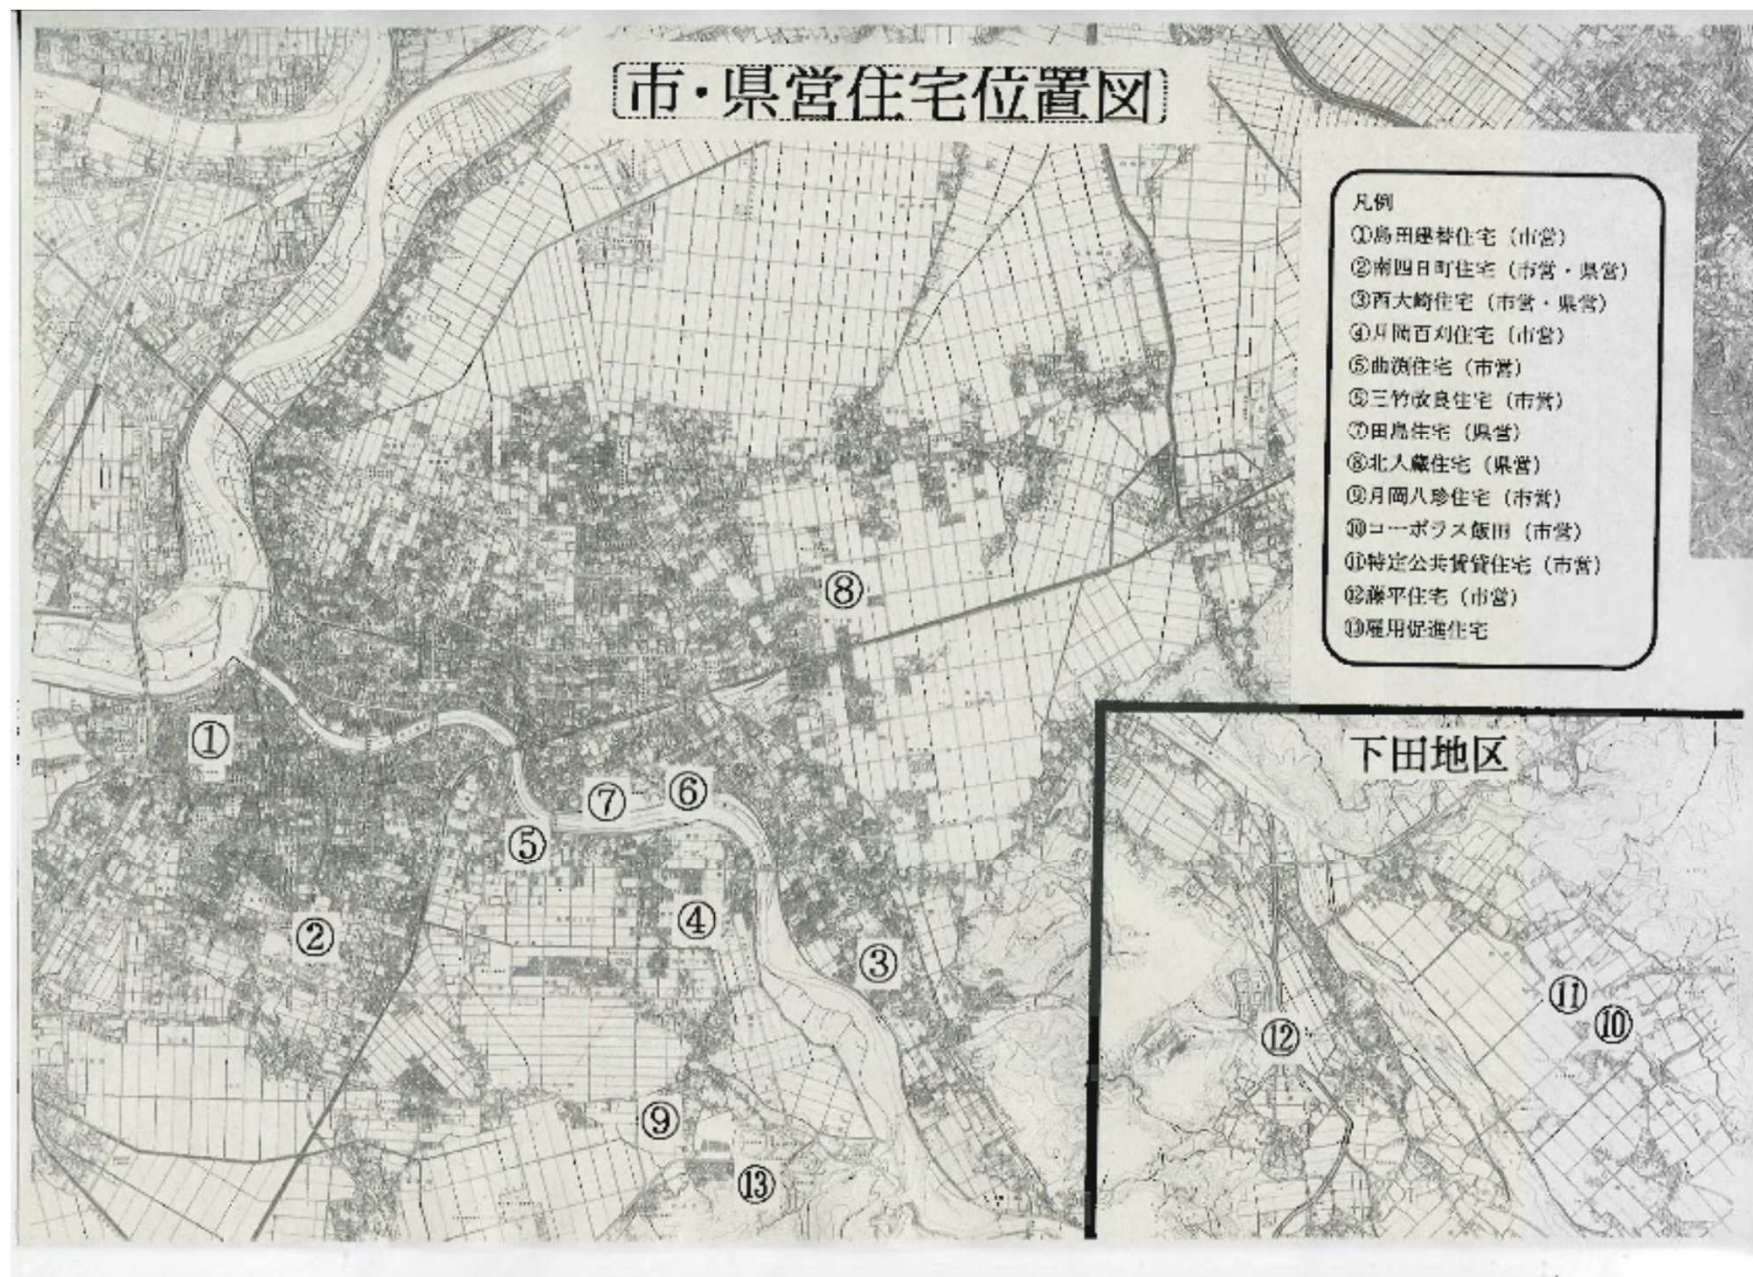 市・県営住宅位置図
凡例
①島田建替住宅（市営）
②南四日町住宅（市営・県営）
③西大崎住宅（市営・県営）
④月岡百刈住宅（市営）
⑤曲渕住宅（市営）
⑤三竹改良住宅（市営）
⑦田島住宅（県営）
⑧北入蔵住宅（県営）
⑨月岡八珍住宅（市営）
⑩コーポラス飯田（市営）
⑪特定公共賃貸住宅（市営）
⑫藤平住宅（市営）
⑬雇用促進住宅
下田地区
⑧
①
⑦
⑥
⑤
④
②
③
⑪
⑩
⑫
⑨
⑬